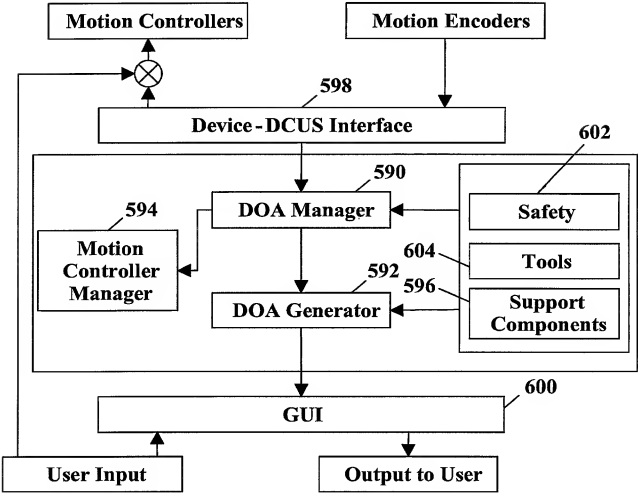 Motion Controllers
Motion Encoders
598
Device-DCUS Interface
602
590
594
DOA Manager
Safety
Motion
Controller
Manager
604
Tools
592
596
DOA Generator
Support
Components
600
GUI
User Input
Output to User